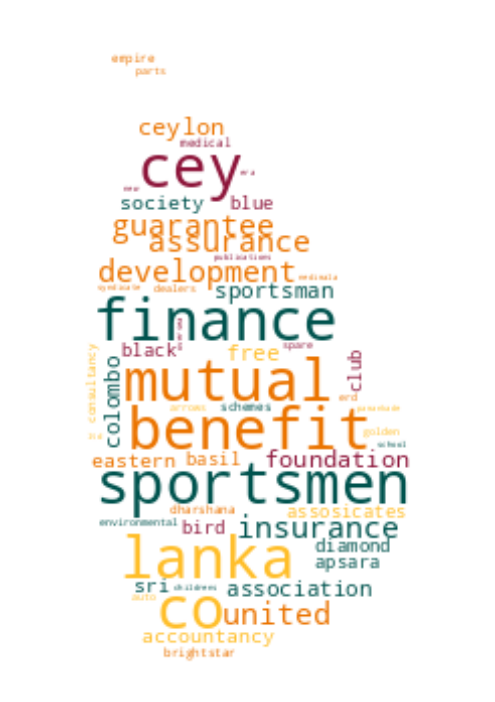 empire
parts
ceylon
medical
cey
era
new
society blue
guarantee
assurance
publications
development
syndicate dealers sportsman
finance
black free spare
consultancy
colombo
club
mutual
arrows schemes
benefit
golden
school
eastern basil foundation
sportsmen
dharshana assosicates
environmental bird insurance
lanka
diamond
apsara
sri childrens association
auto
co united
accountancy
brightstar